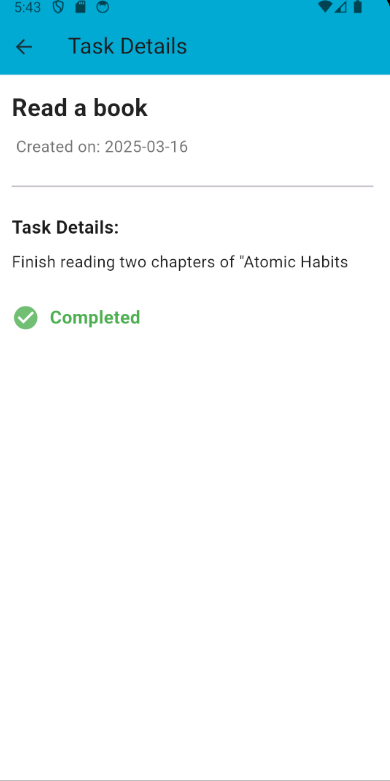 5:43
Task Details
Read a book
Created on: 2025-03-16
Task Details:
Finish reading two chapters of "Atomic Habits
Completed